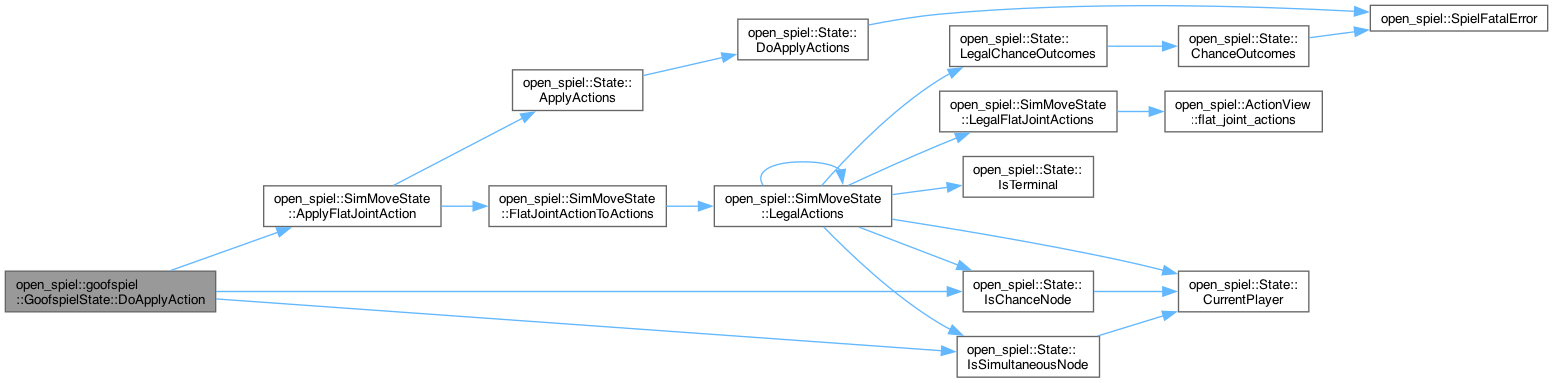 open_spiel::goofspiel
::GoofspielState::DoApplyAction
open_spiel::SimMoveState
::ApplyFlatJointAction
open_spiel::State::
ApplyActions
open_spiel::State::
DoApplyActions
open_spiel::SpielFatalError
open_spiel::SimMoveState
::FlatJointActionToActions
open_spiel::SimMoveState
::LegalActions
open_spiel::State::
LegalChanceOutcomes
open_spiel::State::
ChanceOutcomes
open_spiel::SimMoveState
::LegalFlatJointActions
open_spiel::ActionView
::flat_joint_actions
open_spiel::State::
IsTerminal
open_spiel::State::
IsChanceNode
open_spiel::State::
CurrentPlayer
open_spiel::State::
IsSimultaneousNode